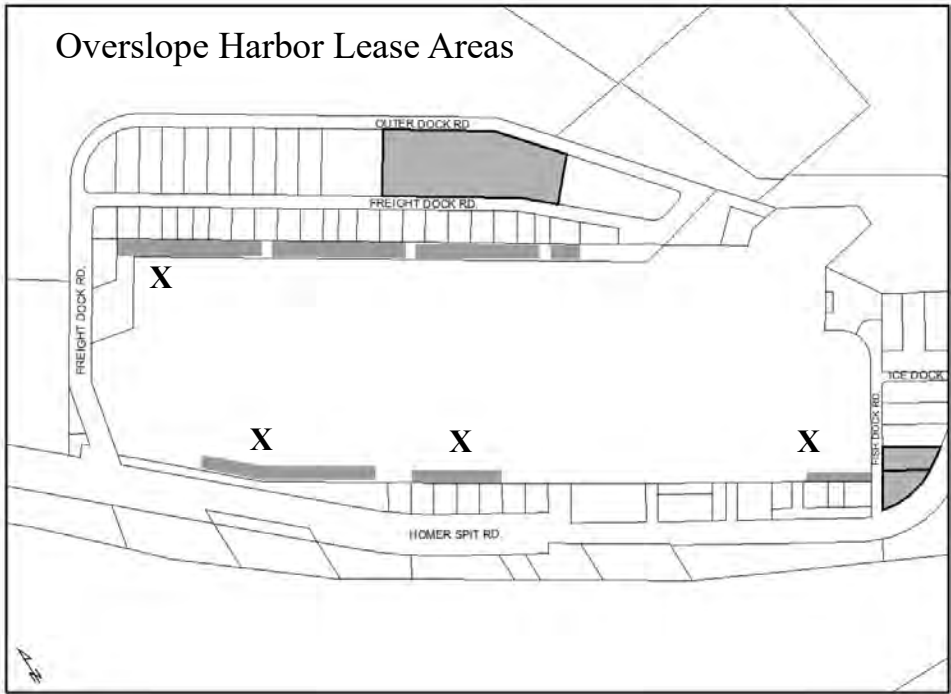 Overslope Harbor Lease Areas
OUTER DOCK RD
FREIGHT DOCK RD.
X
FREIGHT DOCK RD.
ICE DOCK
FISH DOCK RD.
X
X
X
HOMER SPIT RD.
N